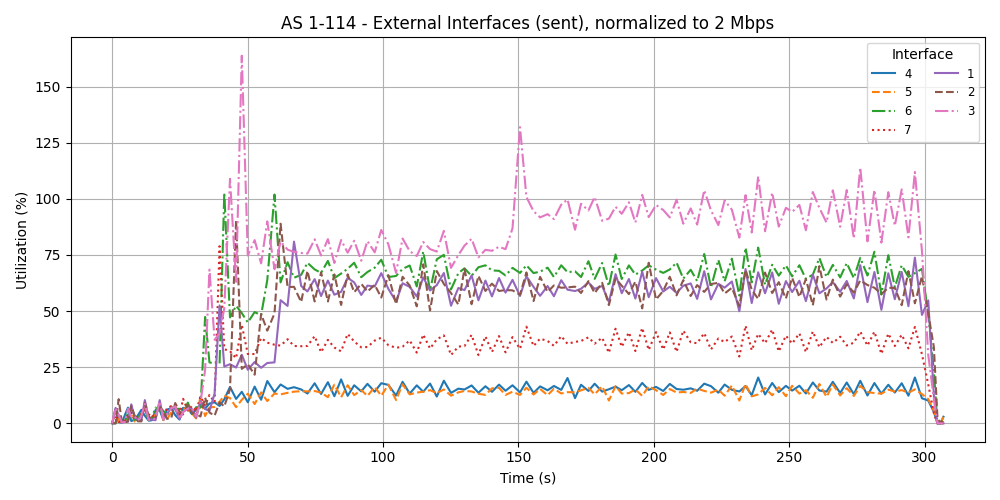 AS 1-114 - External Interfaces (sent), normalized to 2 Mbps
Utilization (%)
150
125
100
75
50
25
0
0 50 100 150 200 250 300
Time (s)
Interface
4 1
5 2
6 3
7